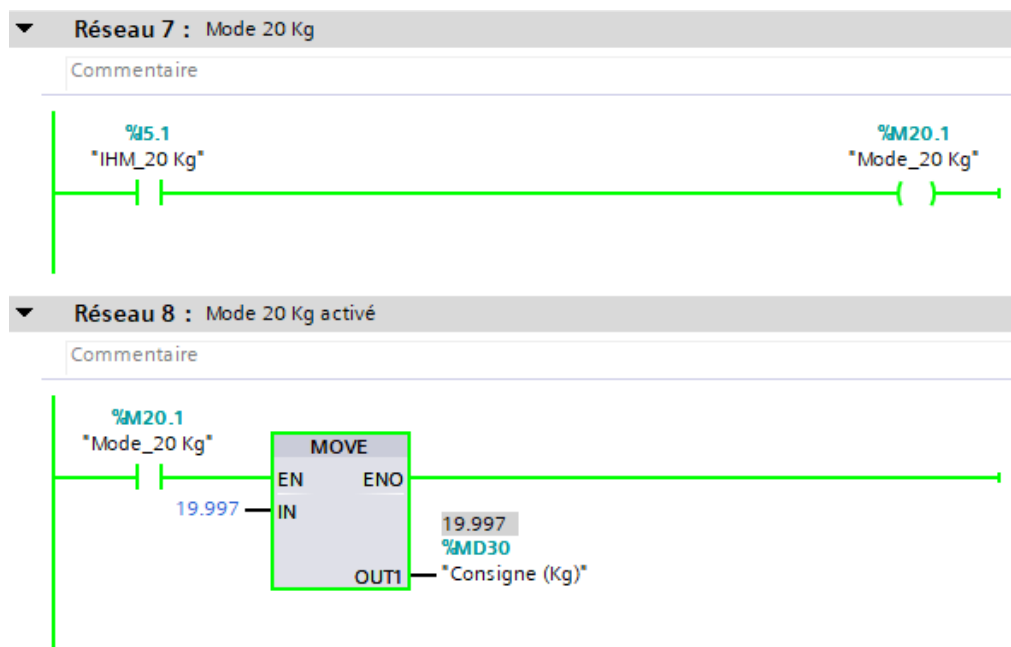 Réseau 7 : Mode 20 Kg
Commentaire
%I5.1
"IHM_20 Kg"
%M20.1
"Mode_20 Kg"
Réseau 8 : Mode 20 Kg activé
Commentaire
%M20.1
"Mode_20 Kg"
MOVE
EN ENO
19.997 IN
19.997
%MD30
OUT1 "Consigne (Kg)"